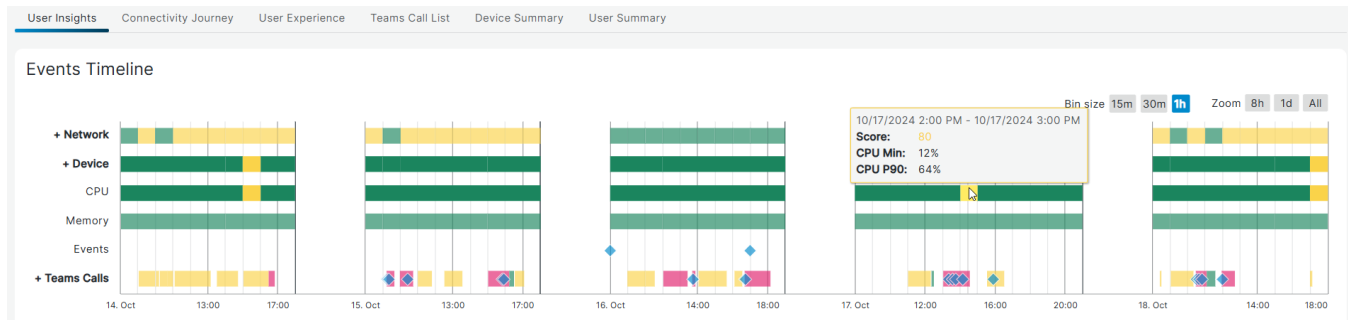 User Insights Connectivity Journey User Experience Teams Call List Device Summary User Summary
Events Timeline
Bin size 15m 30m 1h Zoom 8h 1d All
10/17/2024 2:00 PM - 10/17/2024 3:00 PM
Score: 80
CPU Min: 12%
CPU P90: 64%
+ Network
+ Device
CPU
Memory
Events
+ Teams Calls
14. Oct 13:00 17:00 15. Oct 13:00 17:00 16. Oct 14:00 18:00 17. Oct 12:00 16:00 20:00 18. Oct 14:00 18:00